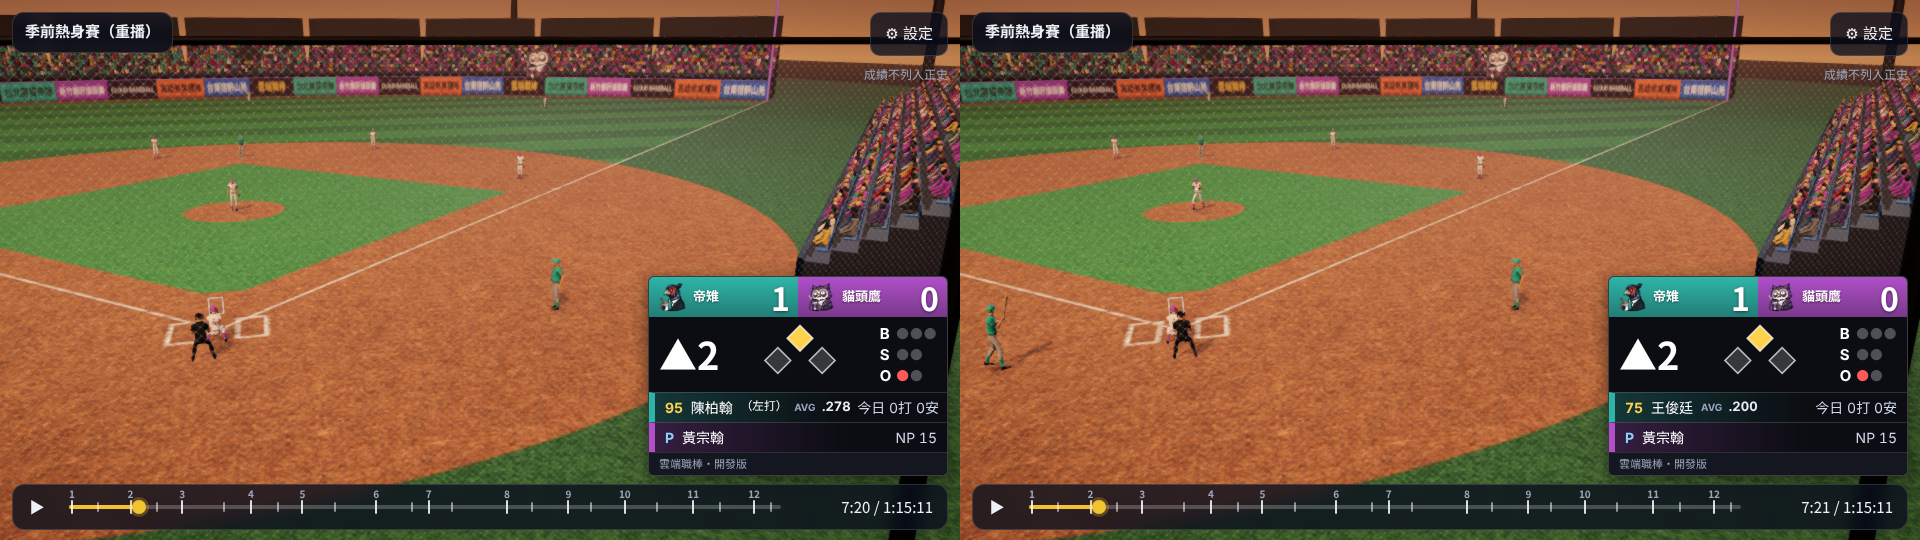 季前熱身賽（重播）
⚙ 設定
成績不列入正史
帝雉 1 貓頭鷹 0
▲2
B
S
O
95 陳柏翰 （左打） AVG .278 今日 0打 0安
P 黃宗翰 NP 15
雲端職棒・開發版
1 2 3 4 5 6 7 8 9 10 11 12
7:20 / 1:15:11
季前熱身賽（重播）
⚙ 設定
成績不列入正史
帝雉 1 貓頭鷹 0
▲2
B
S
O
75 王俊廷 AVG .200 今日 0打 0安
P 黃宗翰 NP 15
雲端職棒・開發版
1 2 3 4 5 6 7 8 9 10 11 12
7:21 / 1:15:11